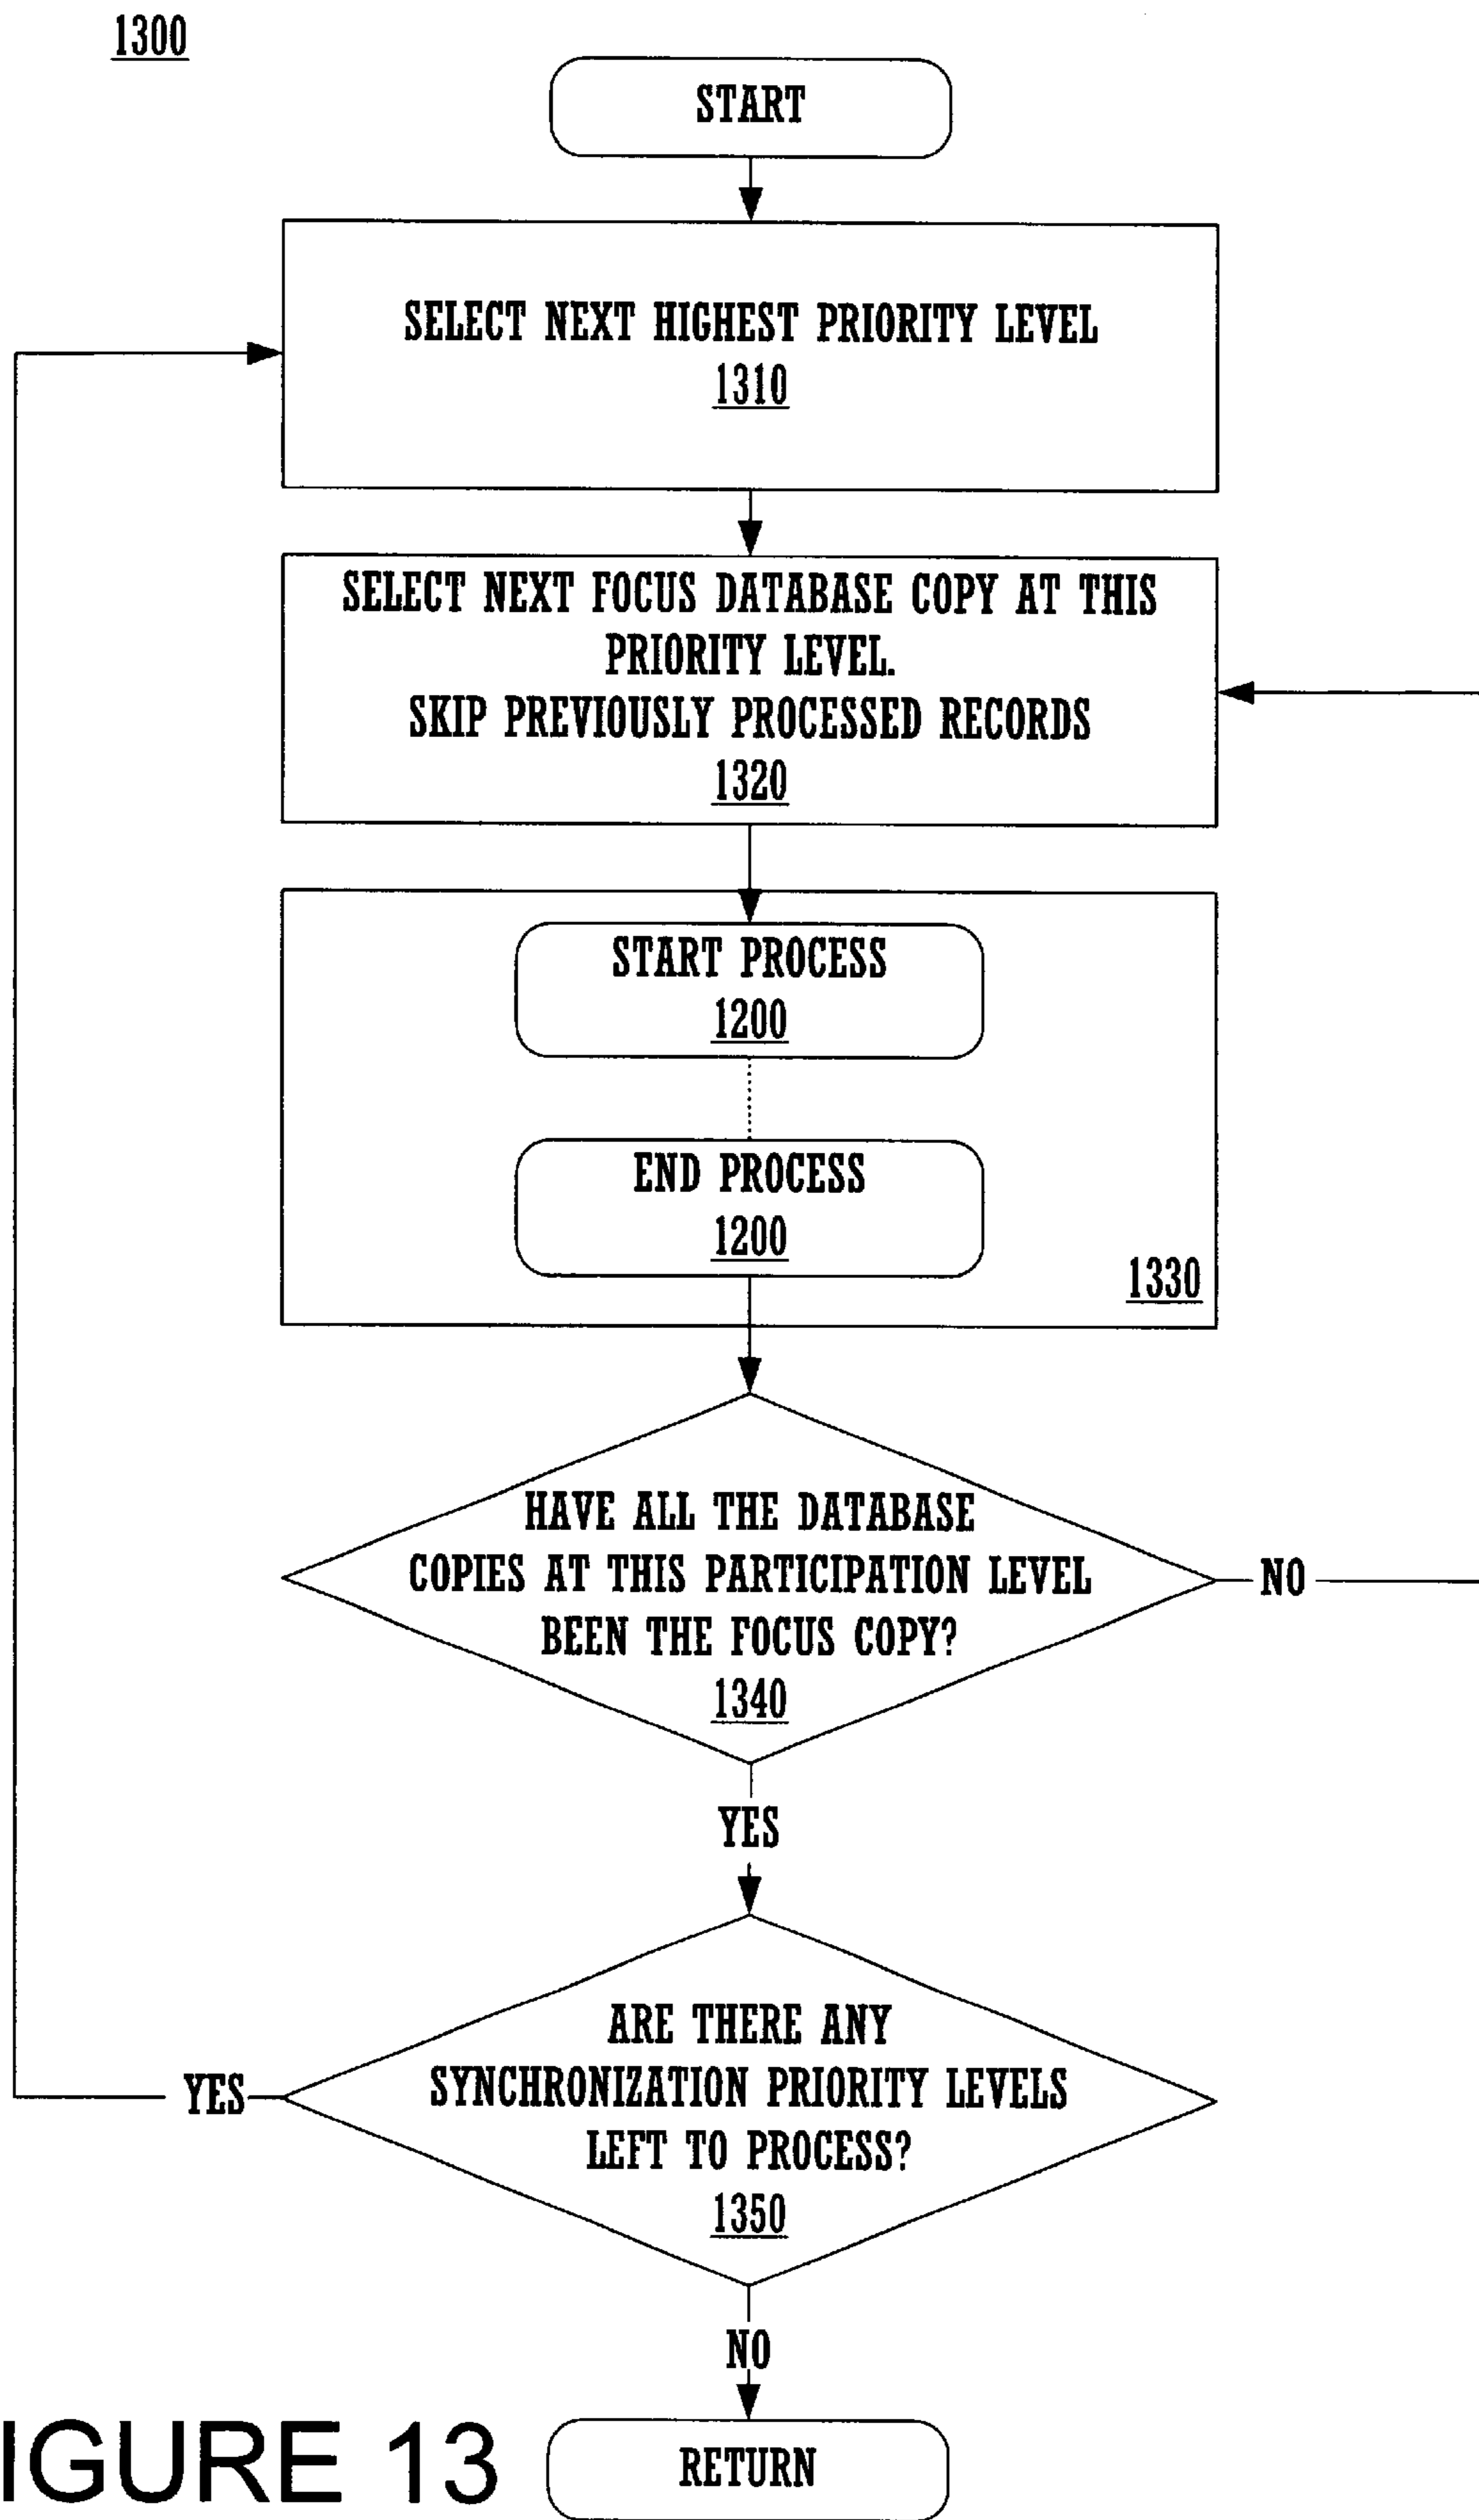 1300
START
SELECT NEXT HIGHEST PRIORITY LEVEL
1310
SELECT NEXT FOCUS DATABASE COPY AT THIS
PRIORITY LEVEL.
SKIP PREVIOUSLY PROCESSED RECORDS
1320
START PROCESS
1200
END PROCESS
1200
1330
HAVE ALL THE DATABASE
COPIES AT THIS PARTICIPATION LEVEL
BEEN THE FOCUS COPY?
1340
NO
YES
ARE THERE ANY
SYNCHRONIZATION PRIORITY LEVELS
LEFT TO PROCESS?
1350
YES
NO
RETURN
IGURE 13